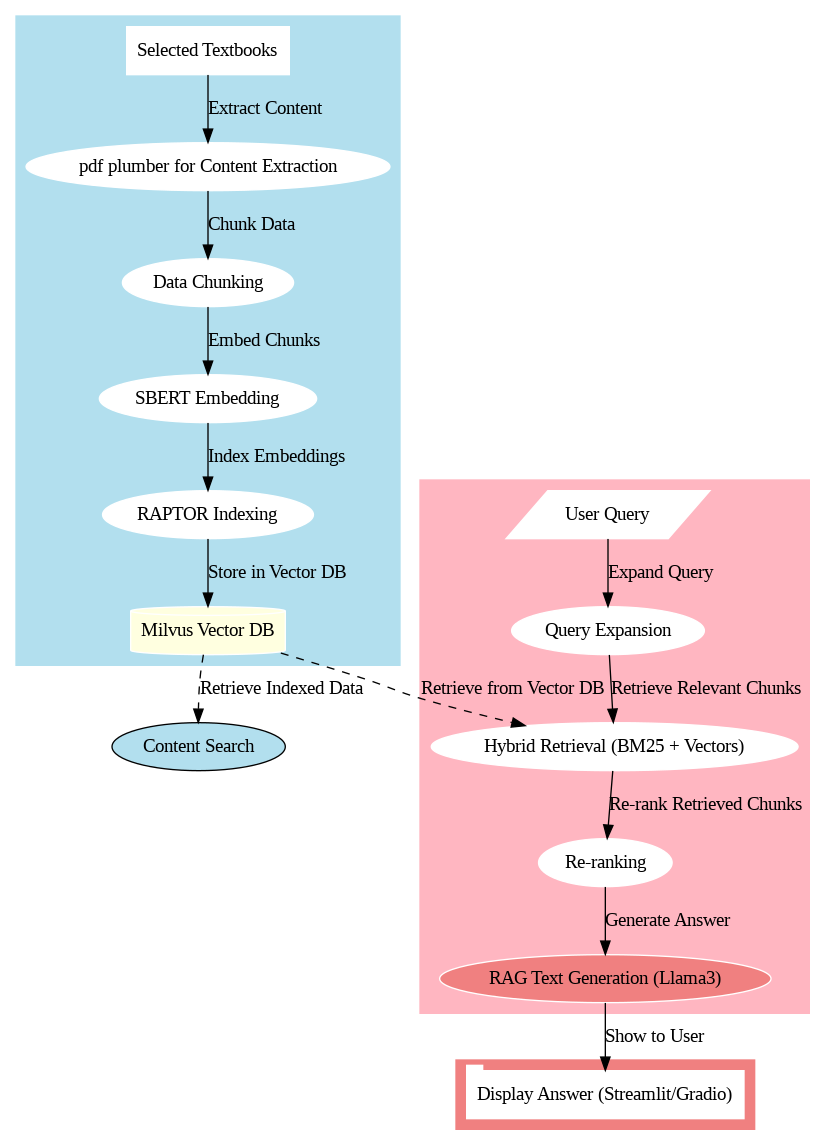 Selected Textbooks
Extract Content
pdf plumber for Content Extraction
Chunk Data
Data Chunking
Embed Chunks
SBERT Embedding
Index Embeddings
RAPTOR Indexing
Store in Vector DB
Milvus Vector DB
Retrieve Indexed Data
Content Search
User Query
Expand Query
Query Expansion
Retrieve from Vector DB
Retrieve Relevant Chunks
Hybrid Retrieval (BM25 + Vectors)
Re-rank Retrieved Chunks
Re-ranking
Generate Answer
RAG Text Generation (Llama3)
Show to User
Display Answer (Streamlit/Gradio)